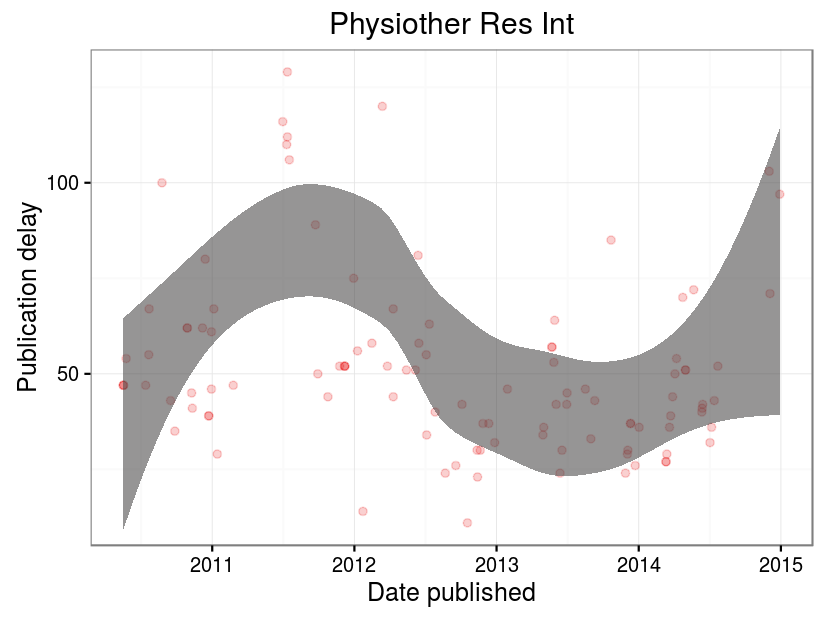 Physiother Res Int
Publication delay
100
50
2011 2012 2013 2014 2015
Date published